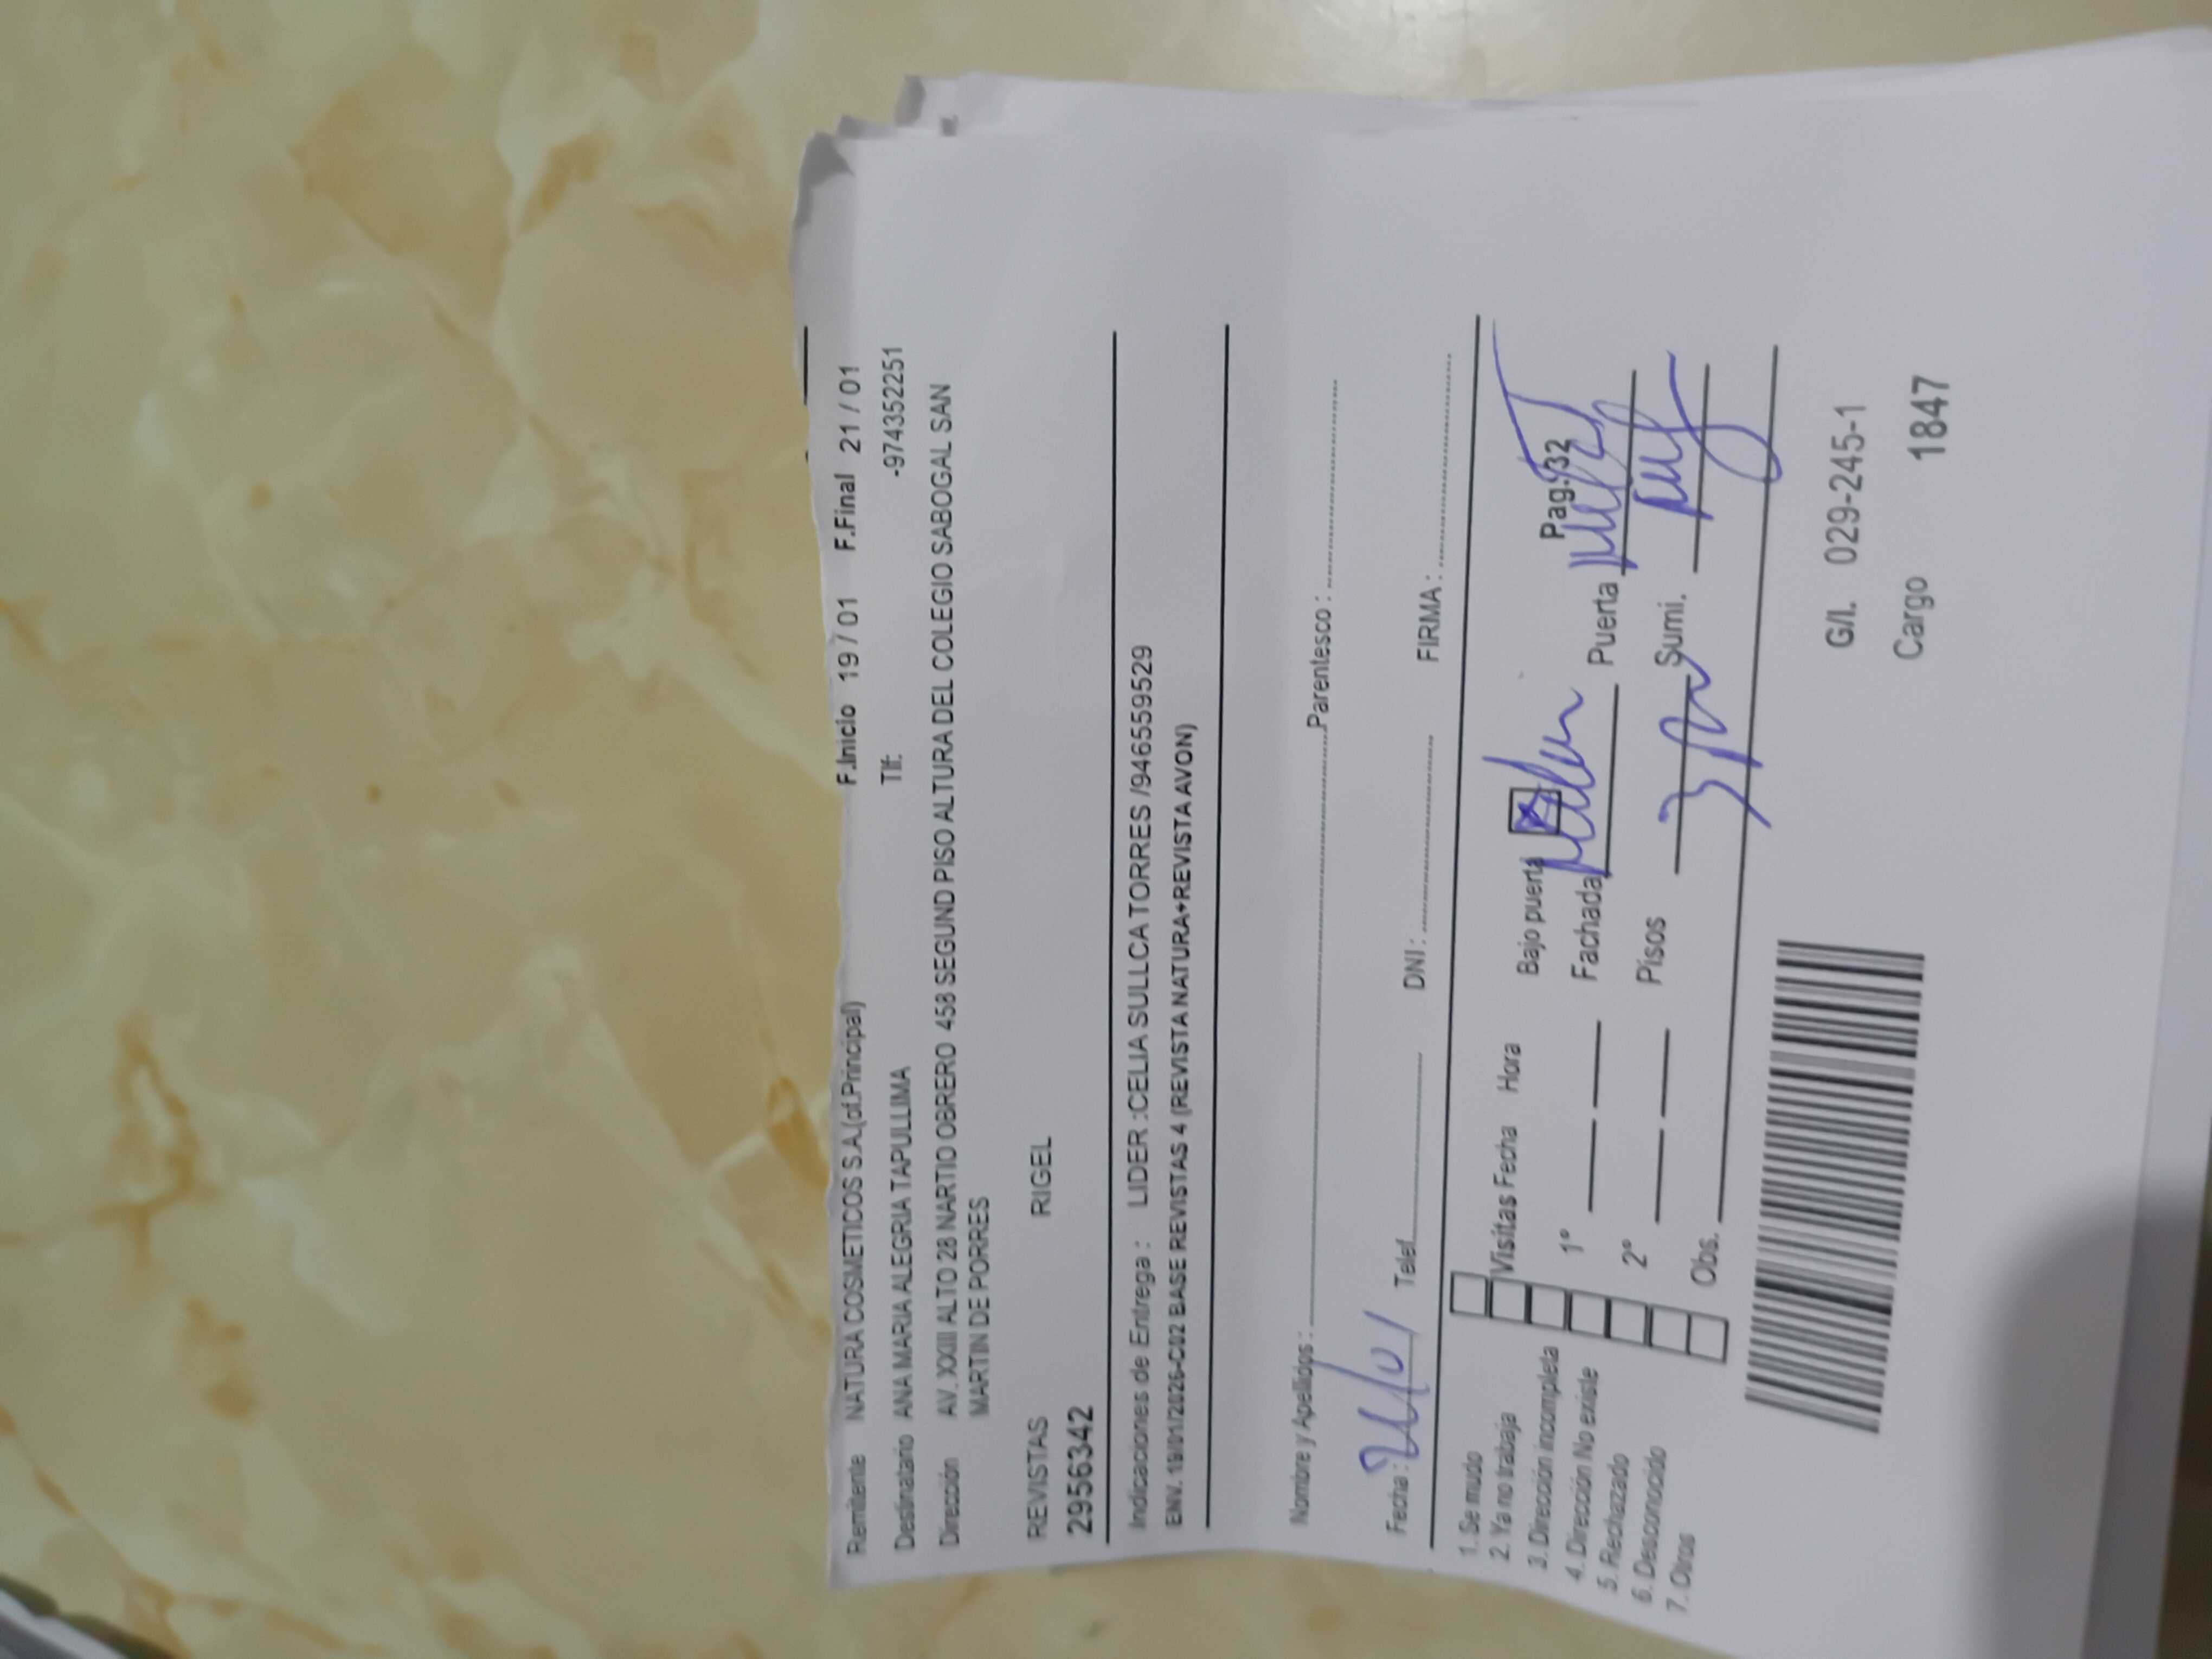 Remitente NATURA COSMETICOS S.A.(of.Principal) F.Inicio 19 / 01 F.Final 21 / 01
Destinatario ANA MARIA ALEGRIA TAPULLIMA Tlf. -974352251
Dirección AV. XXIII ALTO 28 NARTIO OBRERO 458 SEGUND PISO ALTURA DEL COLEGIO SABOGAL SAN
MARTIN DE PORRES
REVISTAS RIGEL
2956342
Indicaciones de Entrega : LIDER :CELIA SULLCA TORRES /946559529
ENV. 19/01/2026-C02 BASE REVISTAS 4 (REVISTA NATURA+REVISTA AVON)
Nombre y Apellidos : Parentesco :
Fecha : Telef. DNI : FIRMA :
1. Se mudo
2. Ya no trabaja
3. Dirección incompleta
4. Dirección No existe
5. Rechazado
6. Desconocido
7. Otros
Visitas Fecha Hora Bajo puerta Pag. 32
1° Fachada Puerta
2° Pisos 3 Sumi.
Obs.
G/I. 029-245-1
Cargo 1847